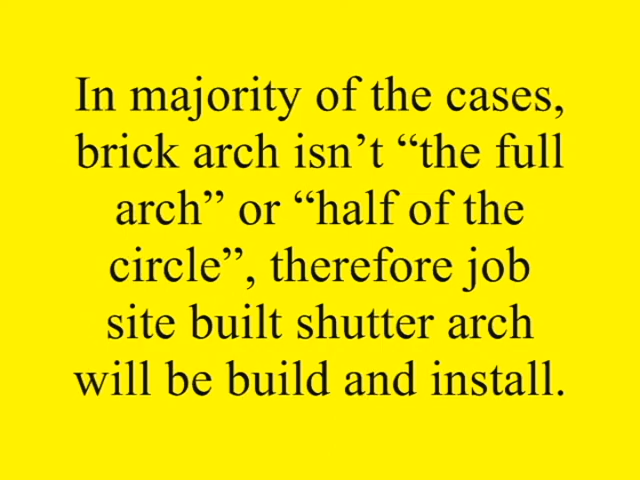 In majority of the cases,
brick arch isn’t “the full
arch” or “half of the
circle”, therefore job
site built shutter arch
will be build and install.